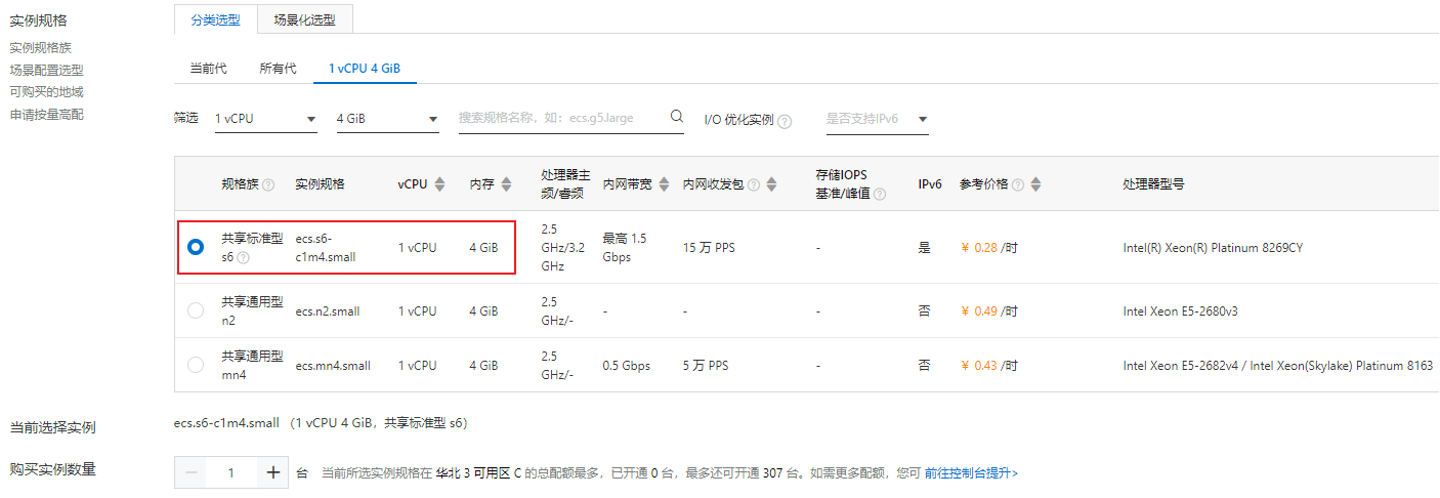 实例规格
实例规格族
场景配置选型
可购买的地域
申请按量高配
分类选型 场景化选型
当前代 所有代 1 vCPU 4 GiB
筛选 1 vCPU 4 GiB 搜索规格名称，如：ecs.g5.large I/O 优化实例 ? 是否支持IPv6
规格族 ? 实例规格 vCPU 内存 处理器主频/睿频 内网带宽 内网收发包 ? 存储IOPS 基准/峰值 ? IPv6 参考价格 ? 处理器型号
共享标准型 s6 ? ecs.s6-c1m4.small 1 vCPU 4 GiB 2.5 GHz/3.2 GHz 最高 1.5 Gbps 15 万 PPS - 是 ¥ 0.28 /时 Intel(R) Xeon(R) Platinum 8269CY
共享通用型 n2 ecs.n2.small 1 vCPU 4 GiB 2.5 GHz/- - - - 否 ¥ 0.49 /时 Intel Xeon E5-2680v3
共享通用型 mn4 ecs.mn4.small 1 vCPU 4 GiB 2.5 GHz/- 0.5 Gbps 5 万 PPS - 否 ¥ 0.43 /时 Intel Xeon E5-2682v4 / Intel Xeon(Skylake) Platinum 8163
当前选择实例 ecs.s6-c1m4.small （1 vCPU 4 GiB，共享标准型 s6）
购买实例数量 − 1 + 台 当前所选实例规格在 华北 3 可用区 C 的总配额最多，已开通 0 台，最多还可开通 307 台。如需更多配额，您可 前往控制台提升>